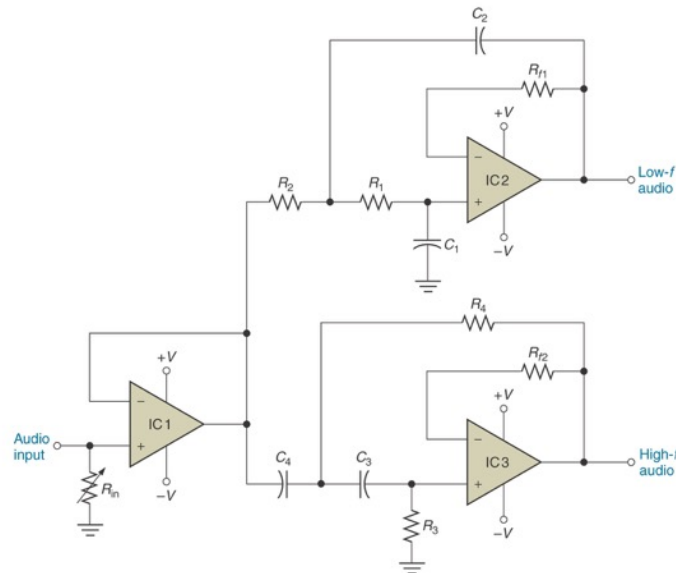 C2
Rf1
+V
−
IC2
+
−V
Low-f
audio
R2
R1
C1
R4
Rf2
+V
−
IC1
+
−V
Audio
input
Rin
+V
−
IC3
+
−V
High-f
audio
C4
C3
R3